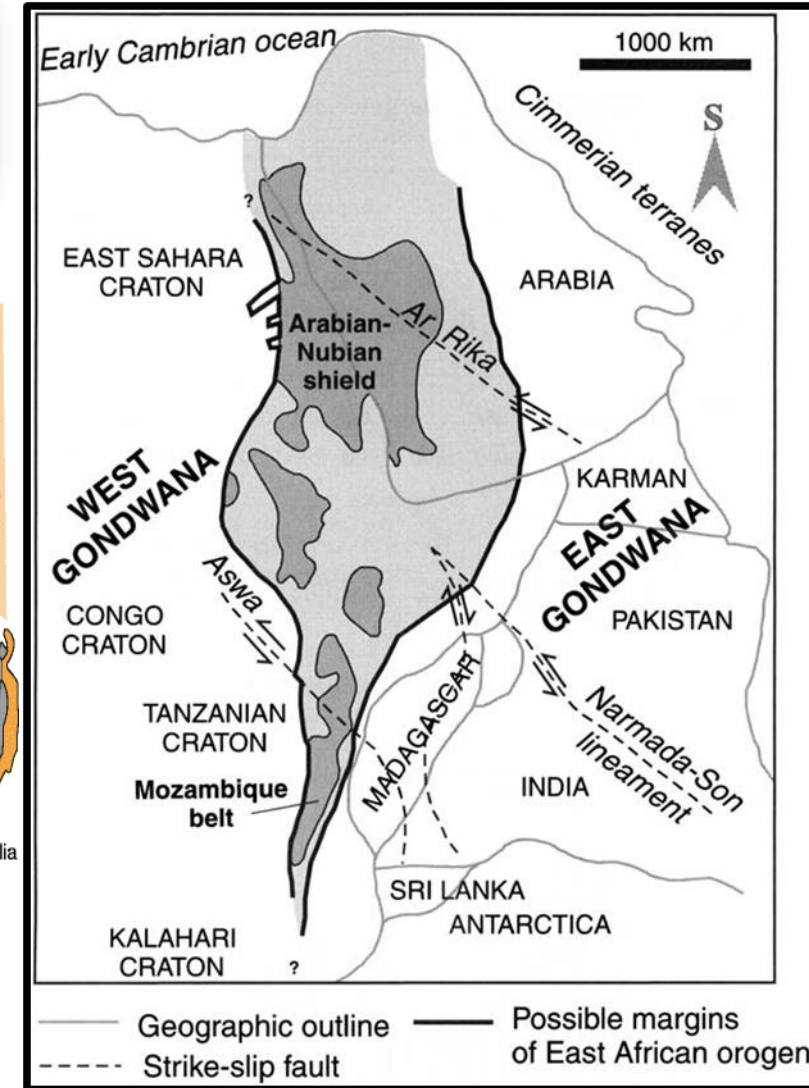 Early Cambrian ocean
1000 km
S
Cimmerian terranes
?
EAST SAHARA
CRATON
ARABIA
Ar Rika
Arabian-
Nubian
shield
WEST
GONDWANA
KARMAN
EAST
GONDWANA
Aswa
CONGO
CRATON
PAKISTAN
TANZANIAN
CRATON
MADAGASCAR
Narmada-Son
lineament
Mozambique
belt
INDIA
lia
SRI LANKA
ANTARCTICA
KALAHARI
CRATON
?
Geographic outline
Possible margins
of East African orogen
Strike-slip fault